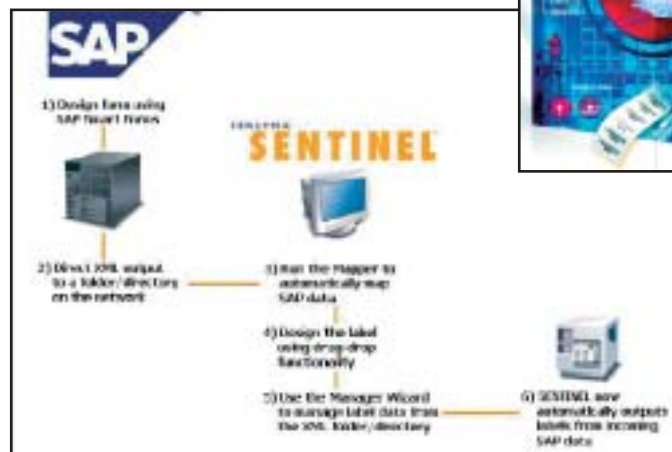 SAP
1) Design form using
SAP Smart Forms
SENTINEL
2) Direct XML output
to a folder/directory
on the network
3) Run the Mapper to
automatically map
SAP data
4) Design the label
using drag-drop
functionality
5) Use the Manager Wizard
to manage label data from
the XML folder/directory
6) SENTINEL now
automatically outputs
labels from incoming
SAP data